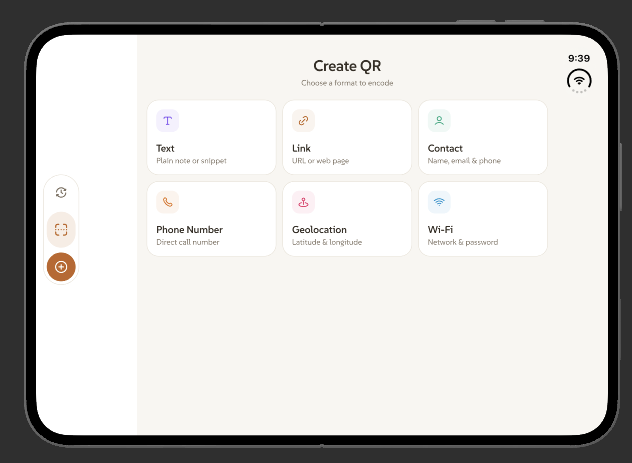 Create QR
Choose a format to encode
9:39
T
Text
Plain note or snippet
Link
URL or web page
Contact
Name, email & phone
Phone Number
Direct call number
Geolocation
Latitude & longitude
Wi-Fi
Network & password